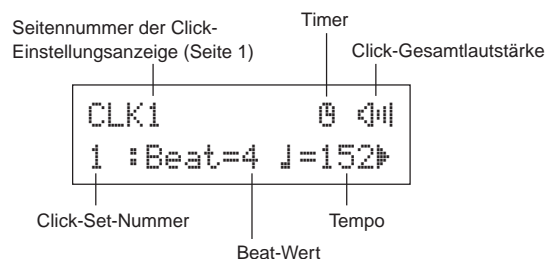 Seitennummer der Click-
Einstellungsanzeige (Seite 1)
Timer
Click-Gesamtlautstärke
CLK1
1 :Beat=4 ♩=152
Click-Set-Nummer
Tempo
Beat-Wert